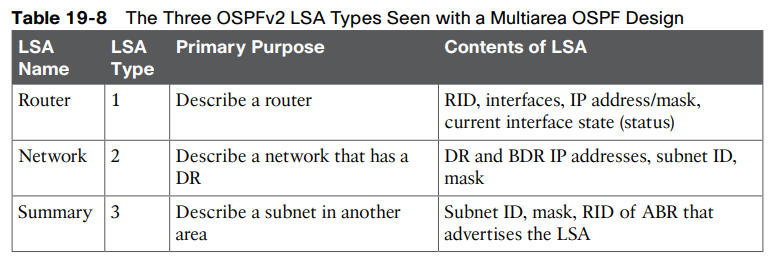 Table 19-8 The Three OSPFv2 LSA Types Seen with a Multiarea OSPF Design
LSA Name LSA Type Primary Purpose Contents of LSA
Router 1 Describe a router RID, interfaces, IP address/mask,
current interface state (status)
Network 2 Describe a network that has a DR DR and BDR IP addresses, subnet ID,
mask
Summary 3 Describe a subnet in another area Subnet ID, mask, RID of ABR that
advertises the LSA